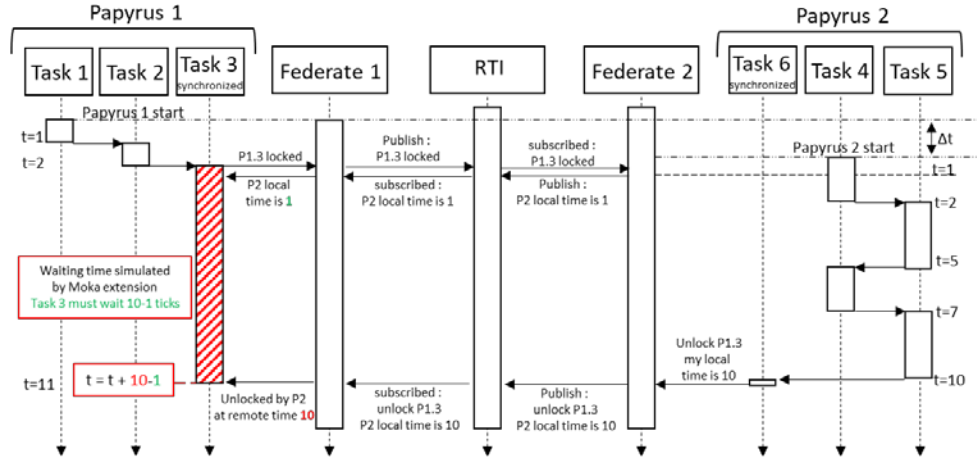 Papyrus 1
Papyrus 2
Task 1
Task 2
Task 3
synchronized
Federate 1
RTI
Federate 2
Task 6
synchronized
Task 4
Task 5
Papyrus 1 start
t=1
t=2
P1.3 locked
Publish :
P1.3 locked
subscribed :
P1.3 locked
Δt
Papyrus 2 start
t=1
P2 local
time is 1
subscribed :
P2 local time is 1
Publish :
P2 local time is 1
t=2
Waiting time simulated
by Moka extension
Task 3 must wait 10-1 ticks
t=5
t=7
Unlock P1.3
my local
time is 10
t=11
t = t + 10-1
t=10
Unlocked by P2
at remote time 10
subscribed :
unlock P1.3
P2 local time is 10
Publish :
unlock P1.3
P2 local time is 10